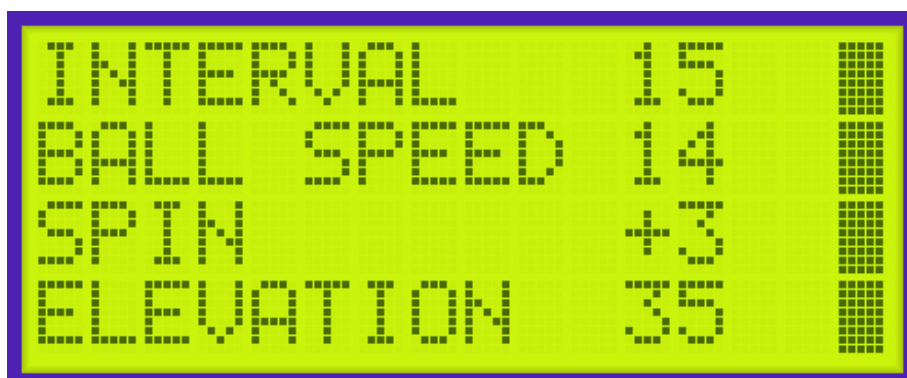 INTERVAL 15
BALL SPEED 14
SPIN +3
ELEVATION 35